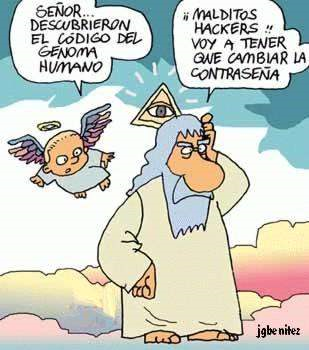 SEÑOR...
DESCUBRIERON
EL CÓDIGO DEL
GENOMA
HUMANO
¡¡MALDITOS
HACKERS!!
VOY A TENER
QUE CAMBIAR LA
CONTRASEÑA
jgbenitez